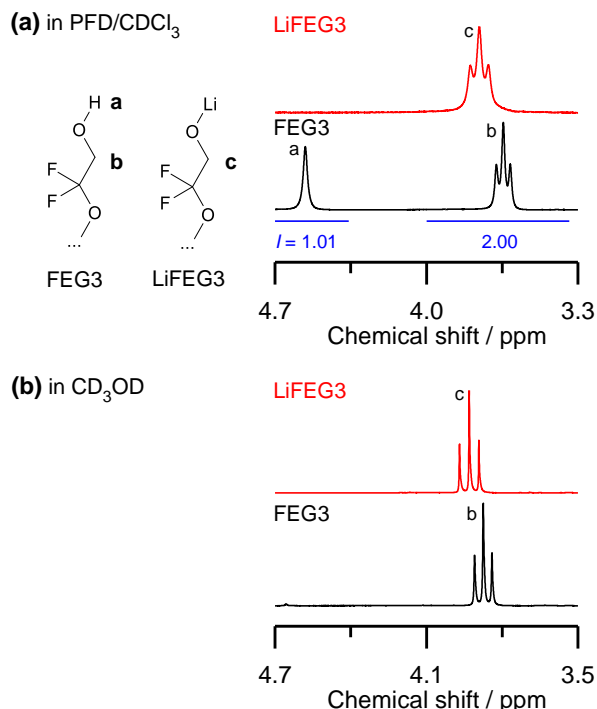 (a) in PFD/CDCl₃
LiFEG3
c
FEG3
a
b
I = 1.01
2.00
4.7
4.0
3.3
Chemical shift / ppm
H
a
O
b
F
F
O
...
FEG3
Li
O
c
F
F
O
...
LiFEG3
(b) in CD₃OD
LiFEG3
c
FEG3
b
4.7
4.1
3.5
Chemical shift / ppm